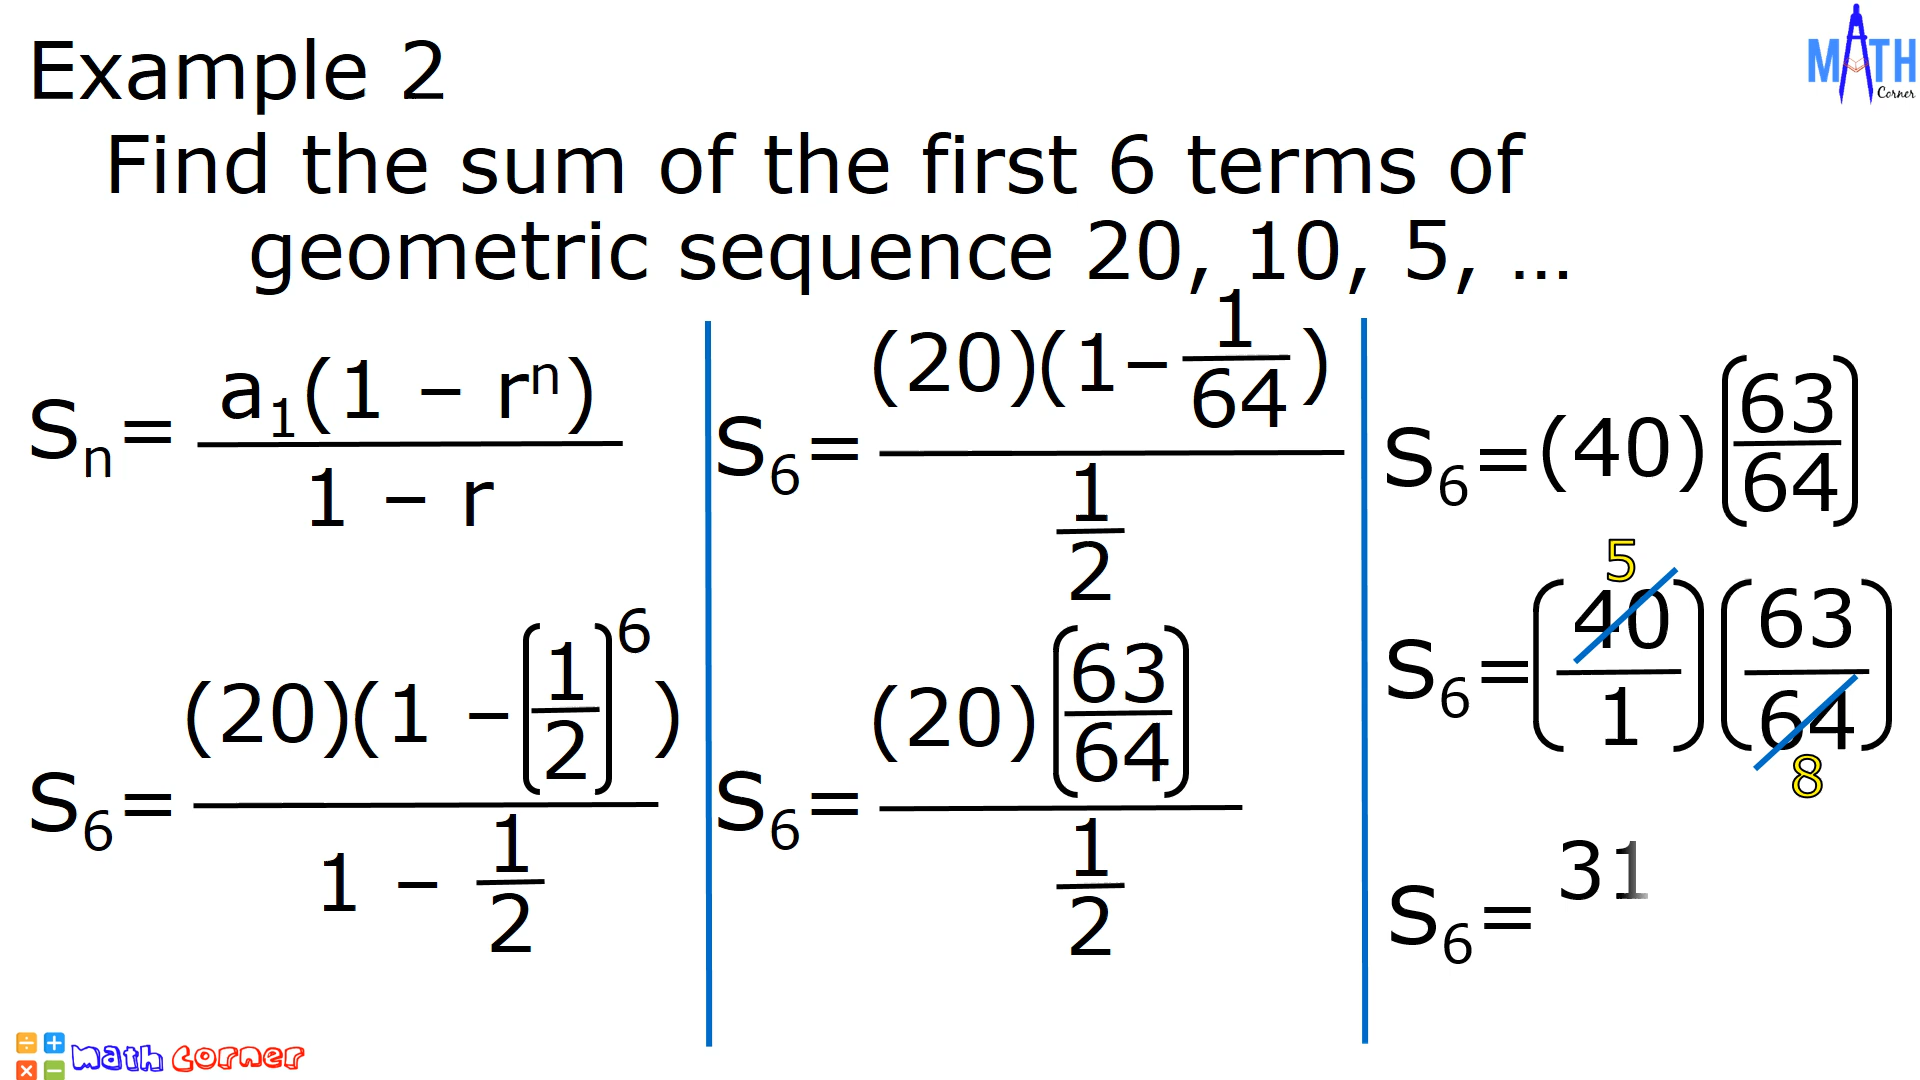 Example 2
MATH
Corner
Find the sum of the first 6 terms of
geometric sequence 20, 10, 5, ...
Sₙ= a₁(1 – rⁿ) / 1 – r
S₆= (20)(1 –(1/2)⁶) / 1 – 1/2
S₆= (20)(1–1/64) / 1/2
S₆= (20)(63/64) / 1/2
S₆=(40)(63/64)
5
S₆=(40/1)(63/64)
8
S₆= 31
÷ + × – math corner